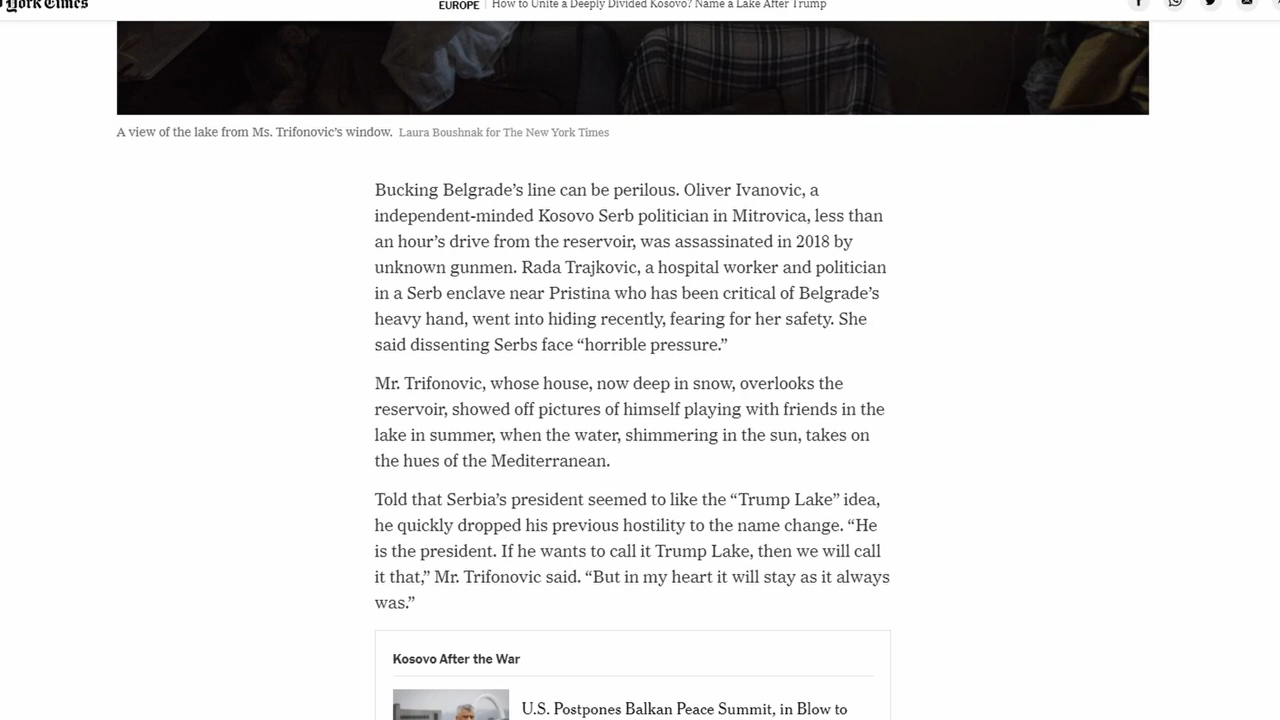 York Times
EUROPE | How to Unite a Deeply Divided Kosovo? Name a Lake After Trump
A view of the lake from Ms. Trifonovic’s window. Laura Boushnak for The New York Times
Bucking Belgrade’s line can be perilous. Oliver Ivanovic, a
independent-minded Kosovo Serb politician in Mitrovica, less than
an hour’s drive from the reservoir, was assassinated in 2018 by
unknown gunmen. Rada Trajkovic, a hospital worker and politician
in a Serb enclave near Pristina who has been critical of Belgrade’s
heavy hand, went into hiding recently, fearing for her safety. She
said dissenting Serbs face “horrible pressure.”
Mr. Trifonovic, whose house, now deep in snow, overlooks the
reservoir, showed off pictures of himself playing with friends in the
lake in summer, when the water, shimmering in the sun, takes on
the hues of the Mediterranean.
Told that Serbia’s president seemed to like the “Trump Lake” idea,
he quickly dropped his previous hostility to the name change. “He
is the president. If he wants to call it Trump Lake, then we will call
it that,” Mr. Trifonovic said. “But in my heart it will stay as it always
was.”
Kosovo After the War
U.S. Postpones Balkan Peace Summit, in Blow to